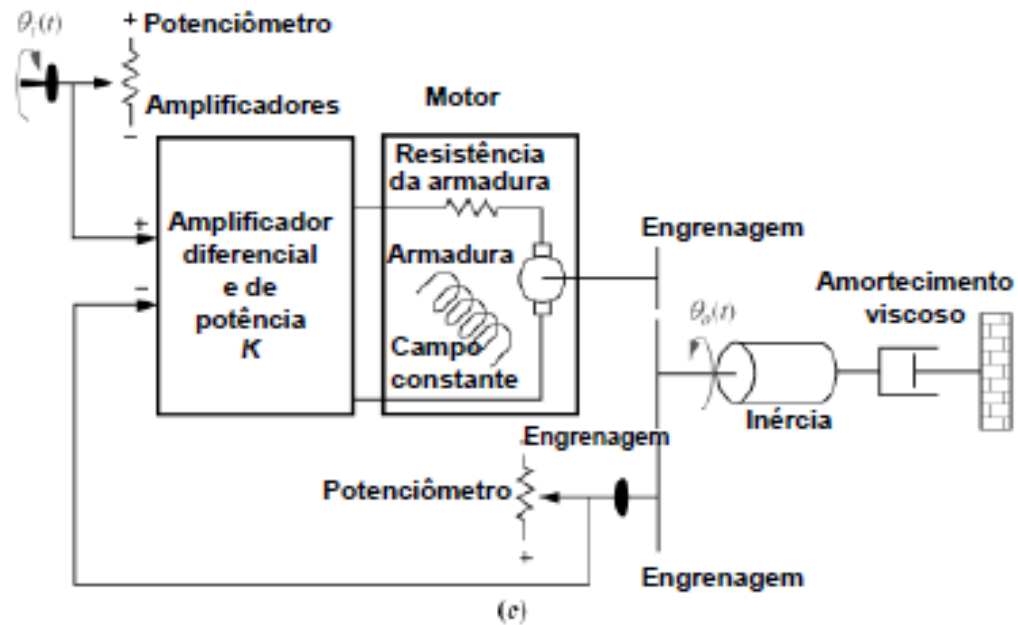 θi(t)
+ Potenciômetro
Amplificadores
−
Motor
Resistência
da armadura
+
Amplificador
diferencial
e de
potência
K
−
Armadura
Campo
constante
Engrenagem
θo(t)
Amortecimento
viscoso
Inércia
Engrenagem
Potenciômetro
+
Engrenagem
(c)